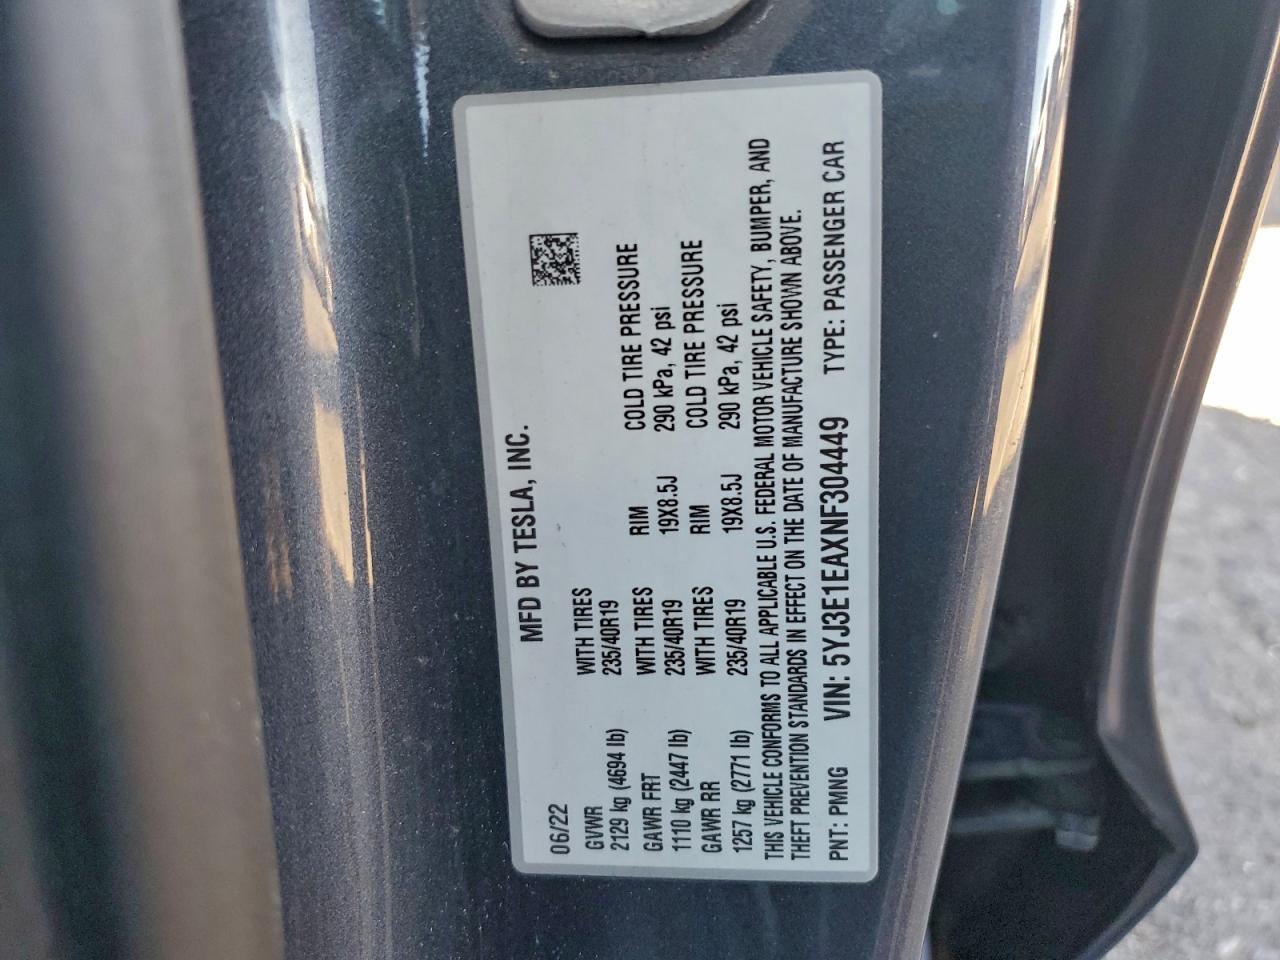 MFD BY TESLA, INC.
06/22
GVWR WITH TIRES
2129 kg (4694 lb) 235/40R19
GAWR FRT WITH TIRES RIM COLD TIRE PRESSURE
1110 kg (2447 lb) 235/40R19 19X8.5J 290 kPa, 42 psi
GAWR RR WITH TIRES RIM COLD TIRE PRESSURE
1257 kg (2771 lb) 235/40R19 19X8.5J 290 kPa, 42 psi
THIS VEHICLE CONFORMS TO ALL APPLICABLE U.S. FEDERAL MOTOR VEHICLE SAFETY, BUMPER, AND
THEFT PREVENTION STANDARDS IN EFFECT ON THE DATE OF MANUFACTURE SHOWN ABOVE.
PNT: PMNG VIN: 5YJ3E1EAXNF304449 TYPE: PASSENGER CAR